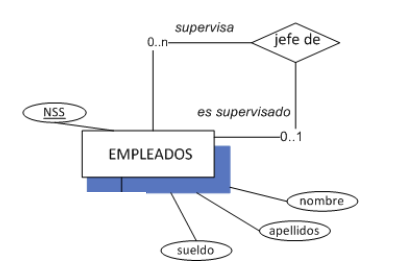 supervisa
0..n
jefe de
es supervisado
NSS
0..1
EMPLEADOS
nombre
apellidos
sueldo